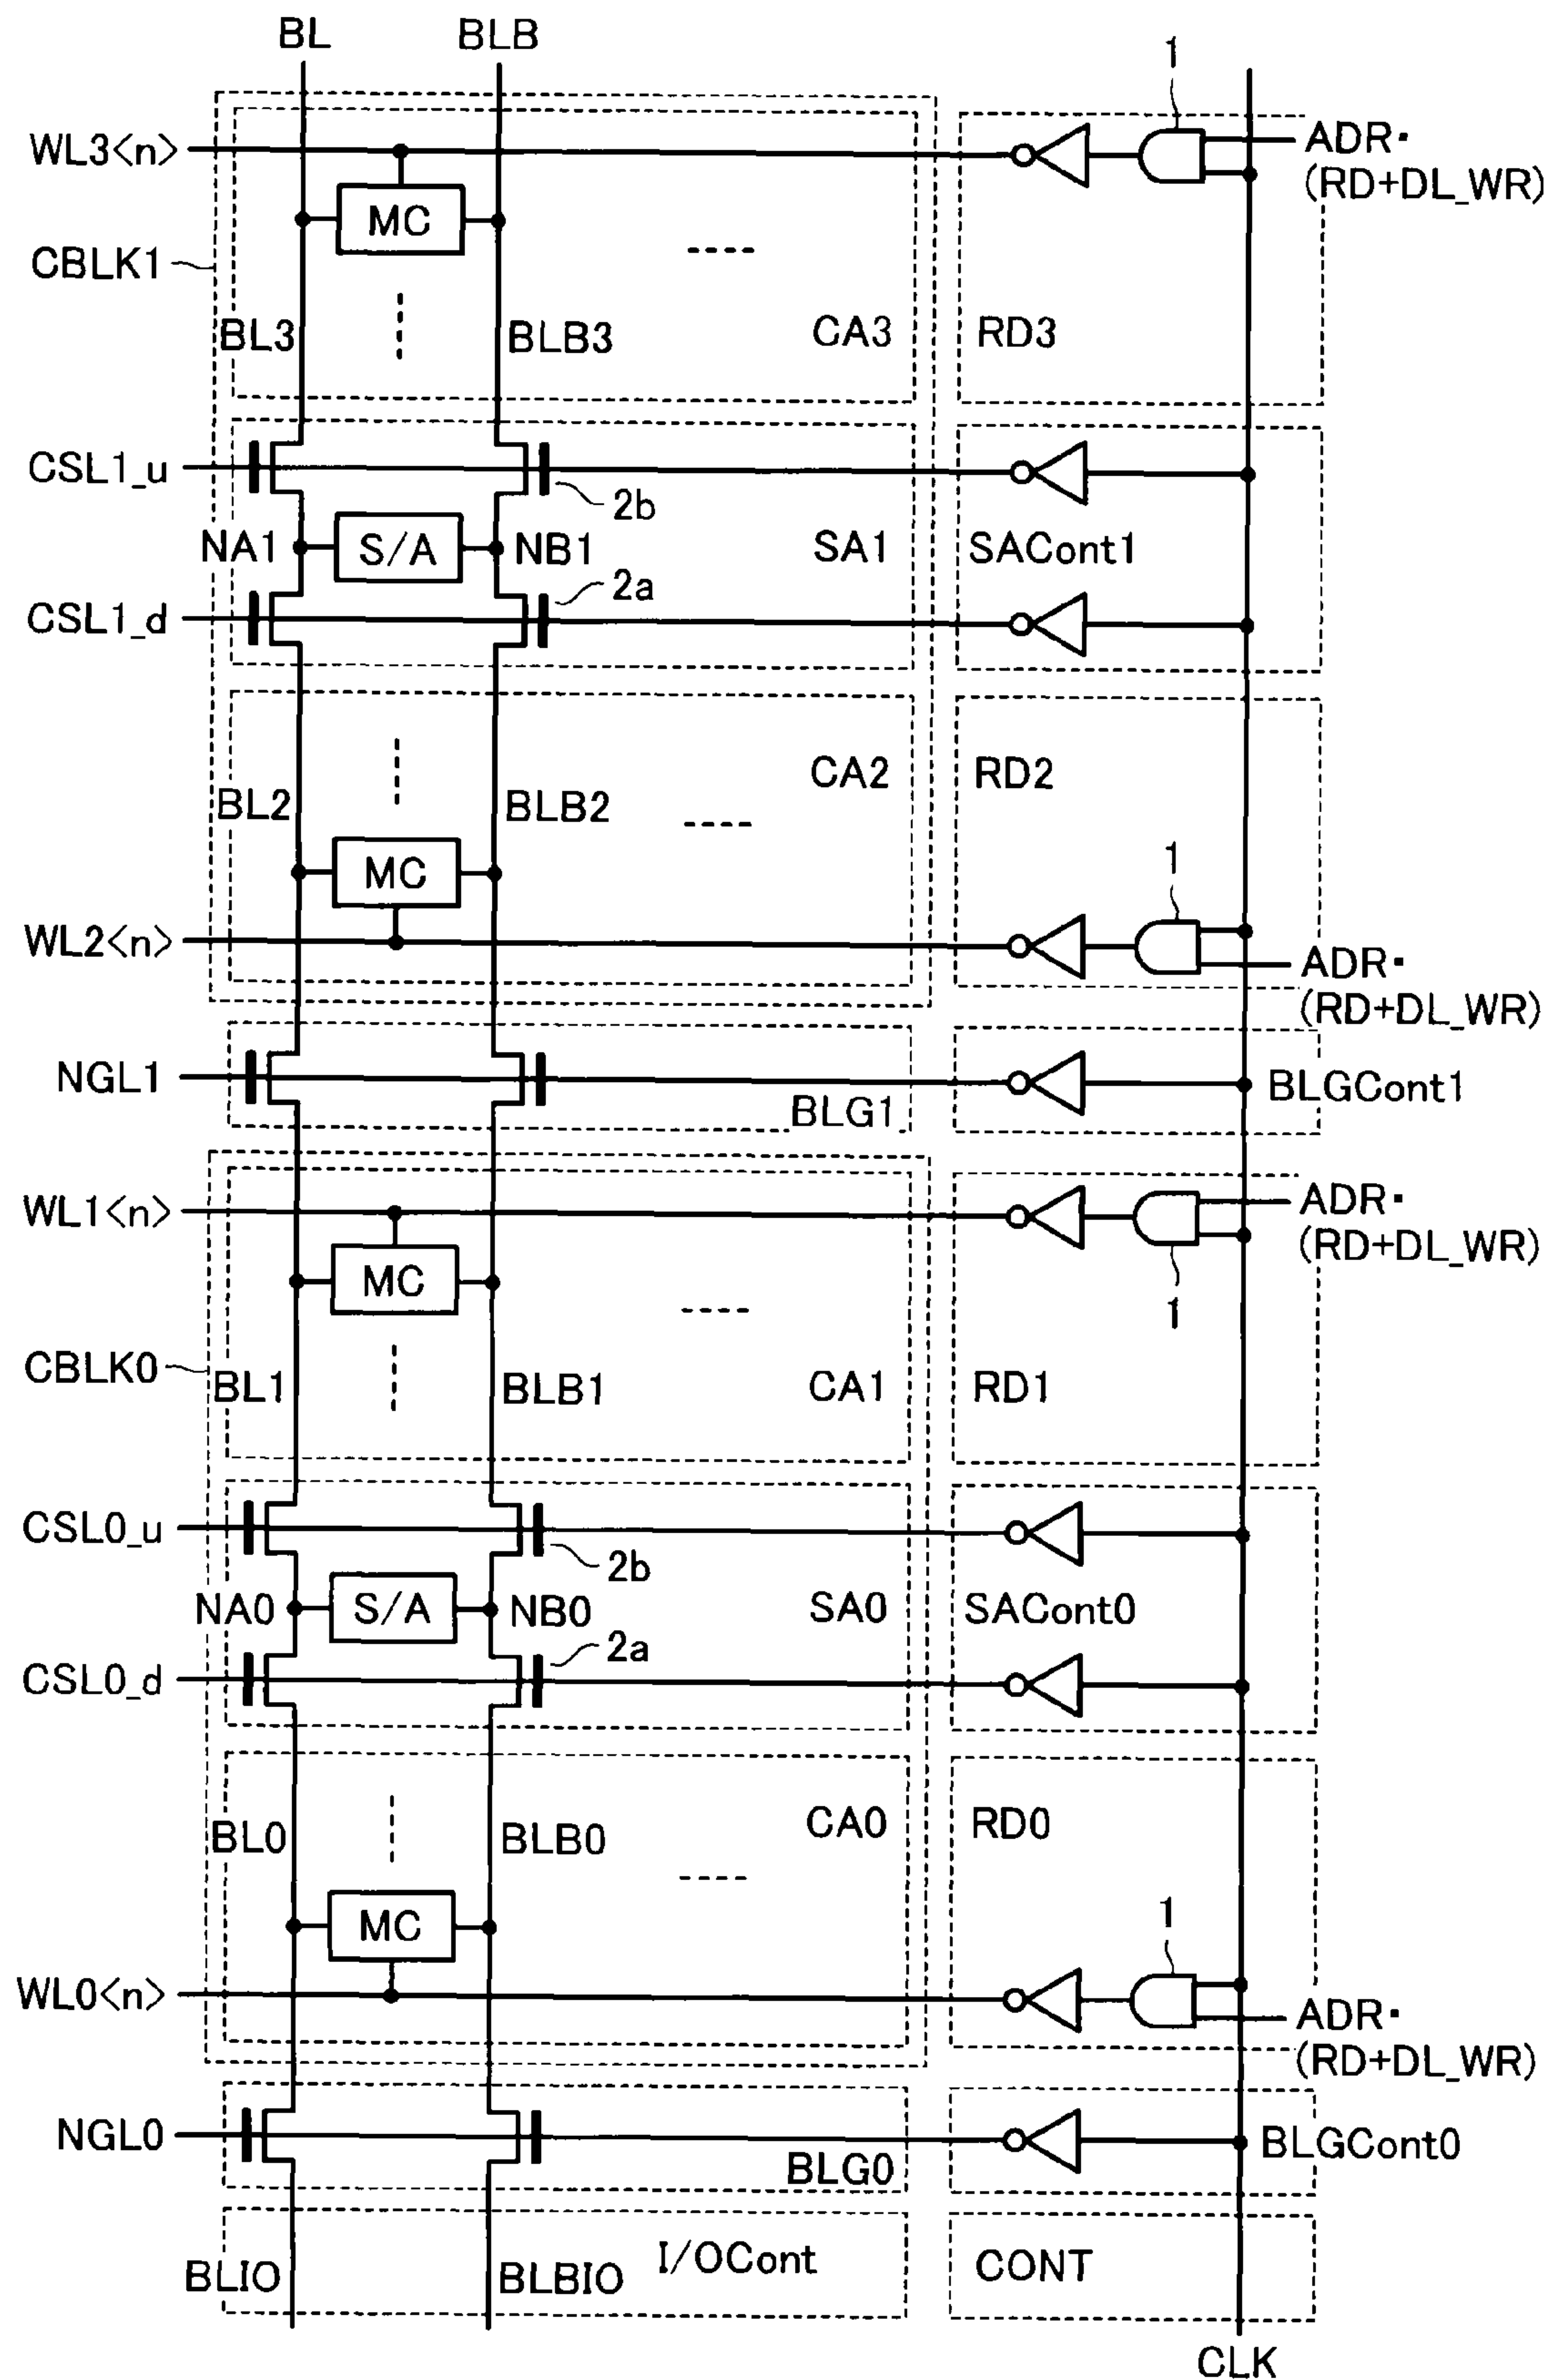 BL BLB
1
WL3<n> ADR·
(RD+DL_WR)
MC
CBLK1
BL3 BLB3 CA3 RD3
CSL1_u
2b
NA1 S/A NB1 SA1 SACont1
2a
CSL1_d
CA2 RD2
BL2 BLB2
MC 1
WL2<n> ADR·
(RD+DL_WR)
NGL1 BLGCont1
BLG1
WL1<n> ADR·
(RD+DL_WR)
MC
1
CBLK0 BL1 BLB1 CA1 RD1
CSL0_u
2b
NA0 S/A NB0 SA0 SACont0
2a
CSL0_d
BL0 BLB0 CA0 RD0
MC 1
WL0<n> ADR·
(RD+DL_WR)
NGL0 BLGCont0
BLG0
BLIO BLBIO I/OCont CONT
CLK